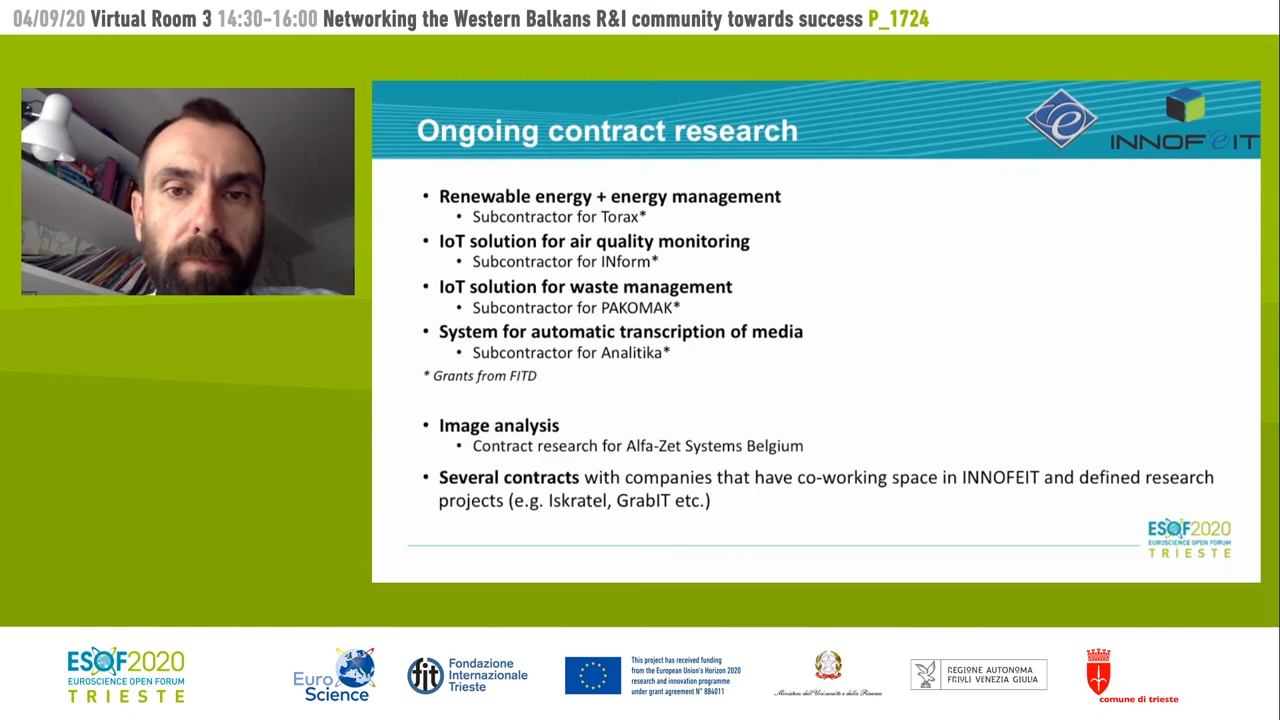 04/09/20 Virtual Room 3 14:30-16:00 Networking the Western Balkans R&I community towards success P_1724
Ongoing contract research
e
INNOFEIT
• Renewable energy + energy management
• Subcontractor for Torax*
• IoT solution for air quality monitoring
• Subcontractor for INform*
• IoT solution for waste management
• Subcontractor for PAKOMAK*
• System for automatic transcription of media
• Subcontractor for Analitika*
* Grants from FITD
• Image analysis
• Contract research for Alfa-Zet Systems Belgium
• Several contracts with companies that have co-working space in INNOFEIT and defined research
projects (e.g. Iskratel, GrabIT etc.)
ESOF2020
EUROSCIENCE OPEN FORUM
TRIESTE
ESOF2020
EUROSCIENCE OPEN FORUM
TRIESTE
Euro
Science
fit
Fondazione
Internazionale
Trieste
This project has received funding
from the European Union's Horizon 2020
research and innovation programme
under grant agreement N° 884011
Ministero dell'Università e della Ricerca
REGIONE AUTONOMA
FRIULI VENEZIA GIULIA
comune di trieste